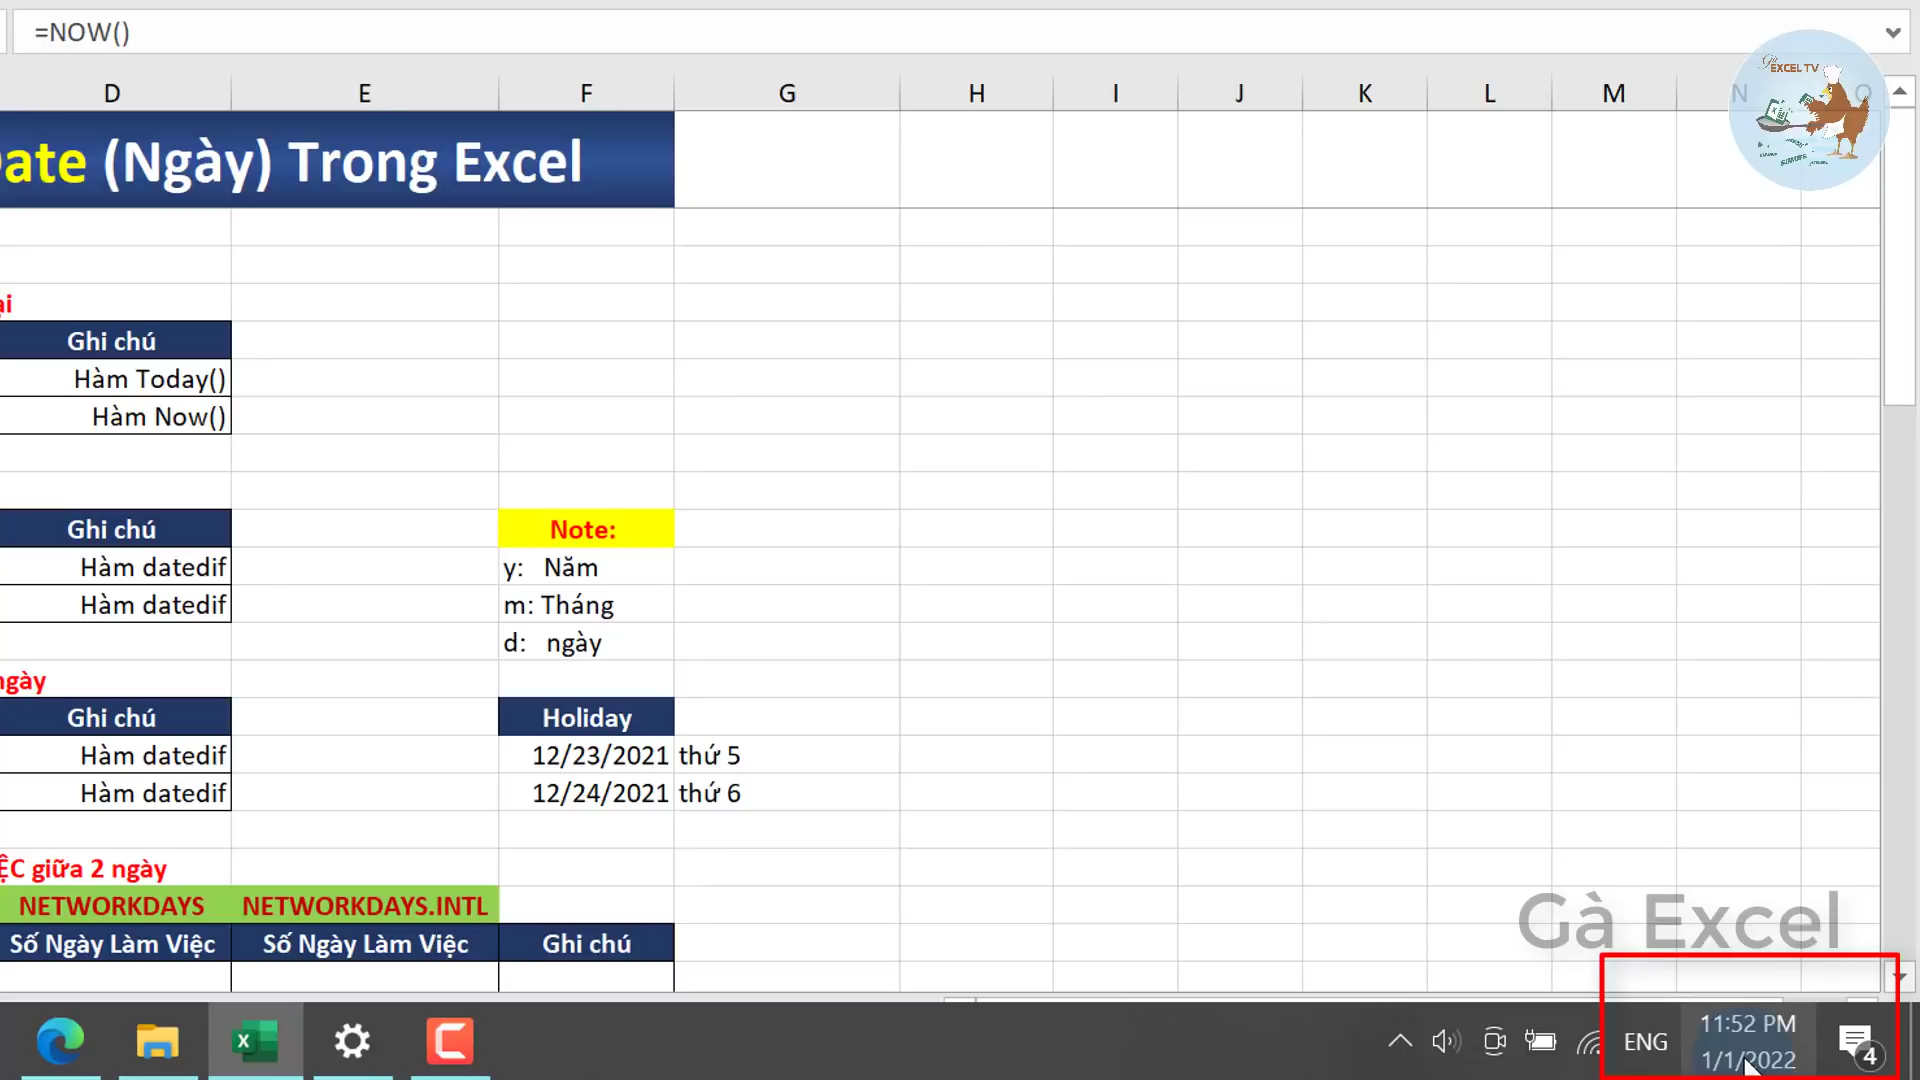 =NOW()
D E F G H I J K L M N O
EXCEL TV
ate (Ngày) Trong Excel
ại
Ghi chú
Hàm Today()
Hàm Now()
Ghi chú Note:
Hàm datedif y: Năm
Hàm datedif m: Tháng
d: ngày
ngày
Ghi chú Holiday
Hàm datedif 12/23/2021 thứ 5
Hàm datedif 12/24/2021 thứ 6
ỆC giữa 2 ngày
NETWORKDAYS NETWORKDAYS.INTL
Số Ngày Làm Việc Số Ngày Làm Việc Ghi chú
Gà Excel
ENG 11:52 PM
1/1/2022
4